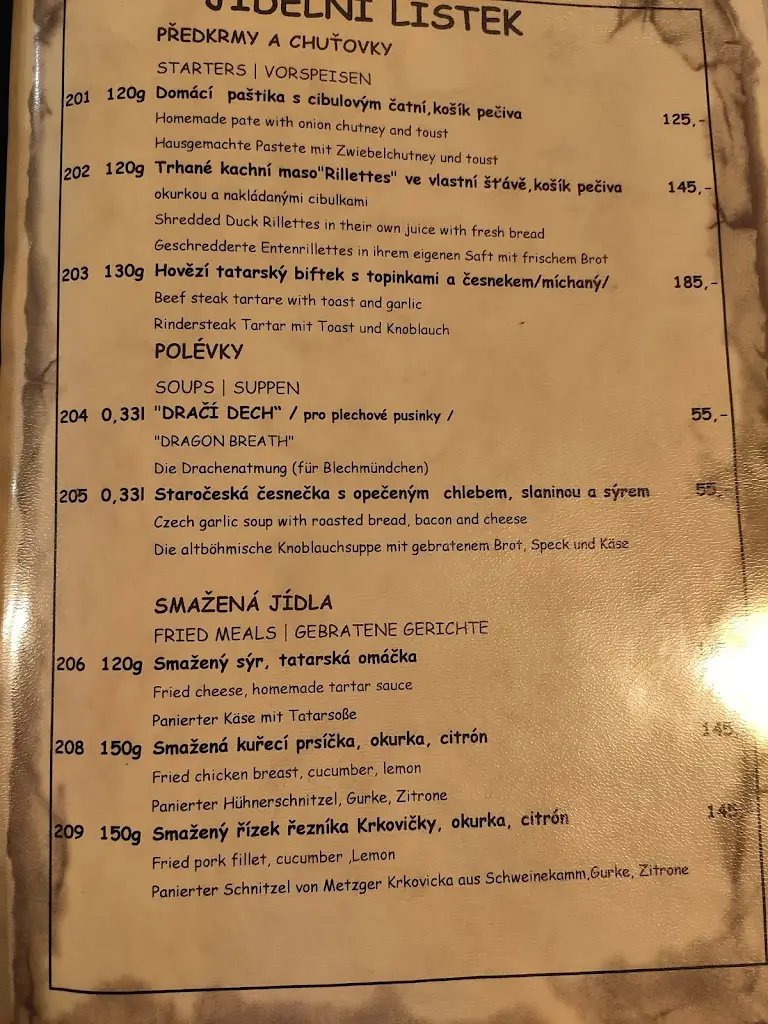 JÍDELNÍ LÍSTEK
PŘEDKRMY A CHUŤOVKY
STARTERS | VORSPEISEN
201 120g Domácí paštika s cibulovým čatní,košík pečiva 125,-
Homemade pate with onion chutney and toust
Hausgemachte Pastete mit Zwiebelchutney und toust
202 120g Trhané kachní maso"Rillettes" ve vlastní šťávě,košík pečiva 145,-
okurkou a nakládanými cibulkami
Shredded Duck Rillettes in their own juice with fresh bread
Geschredderte Entenrillettes in ihrem eigenen Saft mit frischem Brot
203 130g Hovězí tatarský biftek s topinkami a česnekem/míchaný/ 185,-
Beef steak tartare with toast and garlic
Rindersteak Tartar mit Toast und Knoblauch
POLÉVKY
SOUPS | SUPPEN
204 0,33l "DRAČÍ DECH" / pro plechové pusinky / 55,-
"DRAGON BREATH"
Die Drachenatmung (für Blechmündchen)
205 0,33l Staročeská česnečka s opečeným chlebem, slaninou a sýrem 55,-
Czech garlic soup with roasted bread, bacon and cheese
Die altböhmische Knoblauchsuppe mit gebratenem Brot, Speck und Käse
SMAŽENÁ JÍDLA
FRIED MEALS | GEBRATENE GERICHTE
206 120g Smažený sýr, tatarská omáčka
Fried cheese, homemade tartar sauce
Panierter Käse mit Tatarsoße
208 150g Smažená kuřecí prsíčka, okurka, citrón 145,
Fried chicken breast, cucumber, lemon
Panierter Hühnerschnitzel, Gurke, Zitrone
209 150g Smažený řízek řezníka Krkovičky, okurka, citrón 145,
Fried pork fillet, cucumber ,Lemon
Panierter Schnitzel von Metzger Krkovicka aus Schweinekamm,Gurke, Zitrone